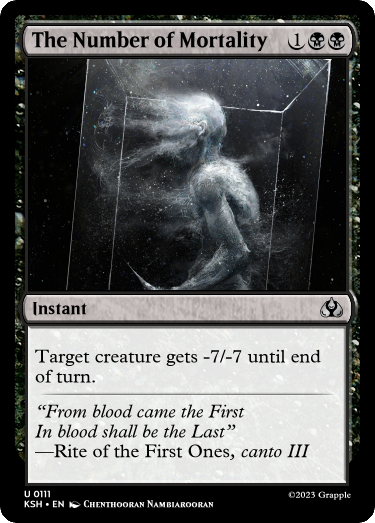 The Number of Mortality 1
Instant
Target creature gets -7/-7 until end
of turn.
“From blood came the First
In blood shall be the Last”
—Rite of the First Ones, canto III
U 0111
KSH • EN Chenthooran Nambiarooran
©2023 Grapple